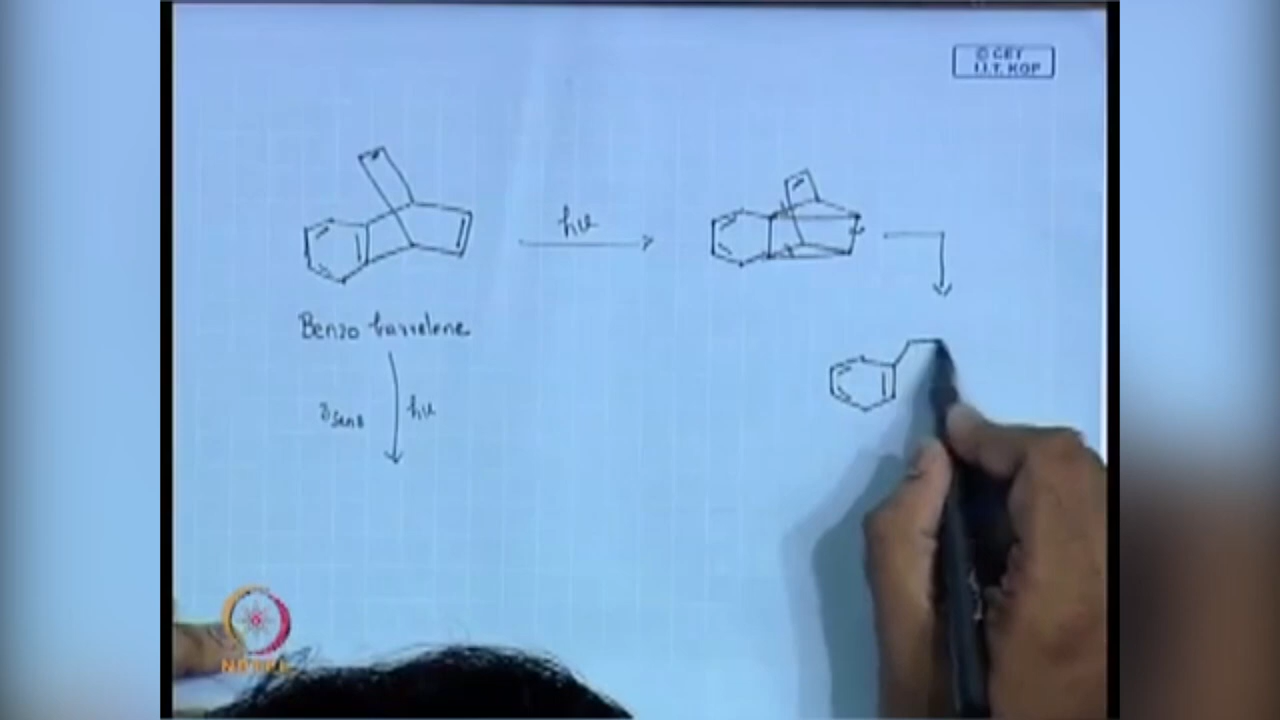 © CET
I.I.T. KGP
hν
Benzo barrelene
hν
NPTEL